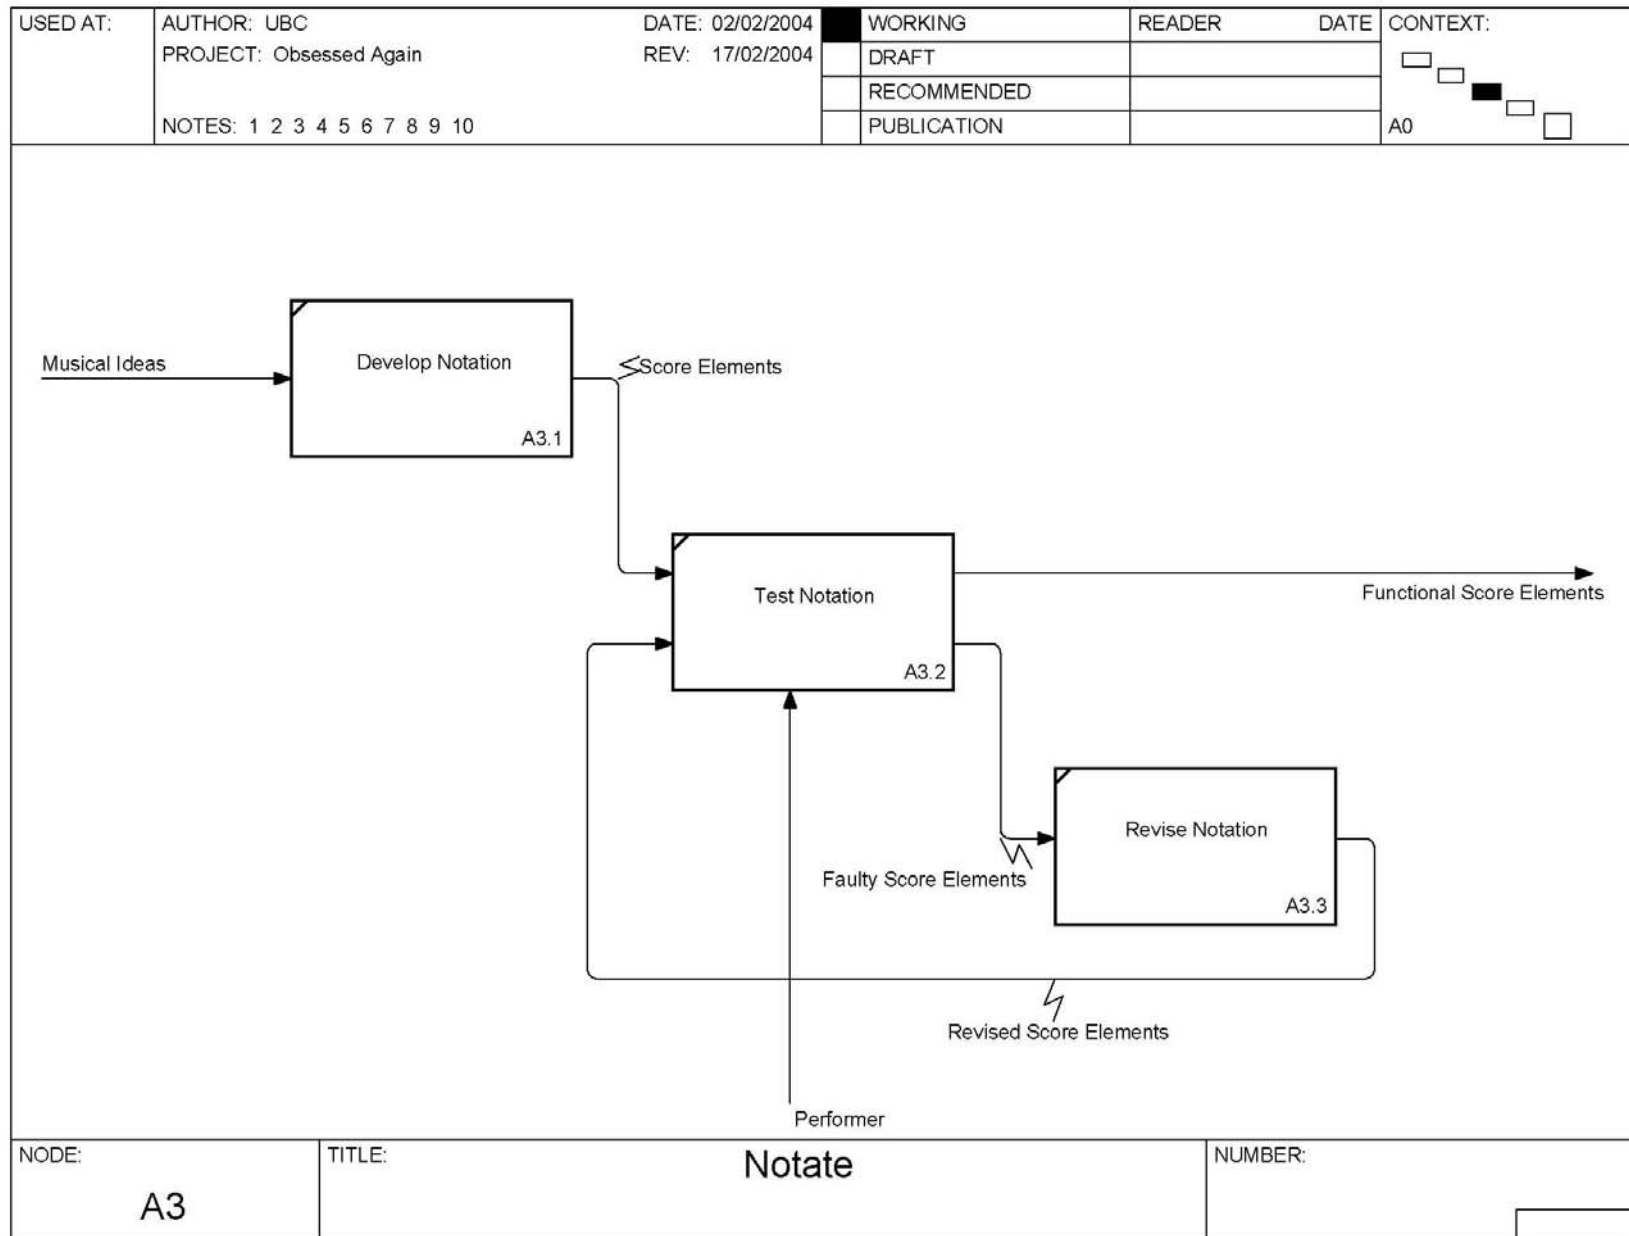 USED AT:
AUTHOR: UBC
DATE: 02/02/2004
PROJECT: Obsessed Again
REV: 17/02/2004
NOTES: 1 2 3 4 5 6 7 8 9 10
WORKING
DRAFT
RECOMMENDED
PUBLICATION
READER DATE
CONTEXT:
A0
Musical Ideas
Develop Notation
A3.1
Score Elements
Test Notation
A3.2
Functional Score Elements
Revise Notation
A3.3
Faulty Score Elements
Revised Score Elements
Performer
NODE:
A3
TITLE:
Notate
NUMBER: